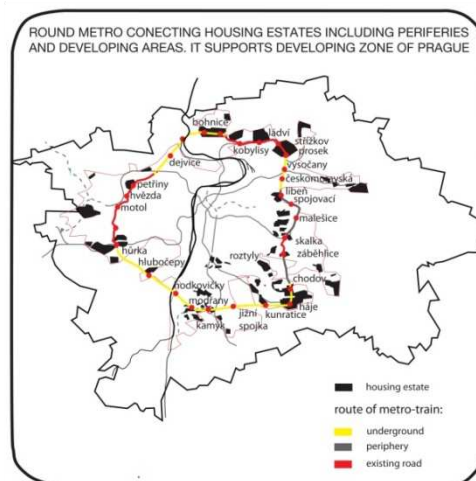 ROUND METRO CONECTING HOUSING ESTATES INCLUDING PERIFERIES
AND DEVELOPING AREAS. IT SUPPORTS DEVELOPING ZONE OF PRAGUE
bohnice
ládví
střížkov
prosek
kobylisy
dejvice
vysočany
českomoravská
petřiny
libeň
hvězda
spojovací
motol
malešice
skalka
hůrka
záběhlice
hlubočepy
roztyly
chodov
hodkovičky
modřany
háje
kamýk
jižní
spojka
kunratice
housing estate
route of metro-train:
underground
periphery
existing road